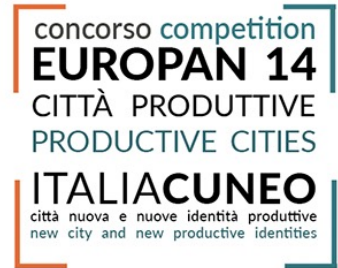 concorso competition
EUROPAN 14
CITTÀ PRODUTTIVE
PRODUCTIVE CITIES
ITALIACUNEO
città nuova e nuove identità produttive
new city and new productive identities